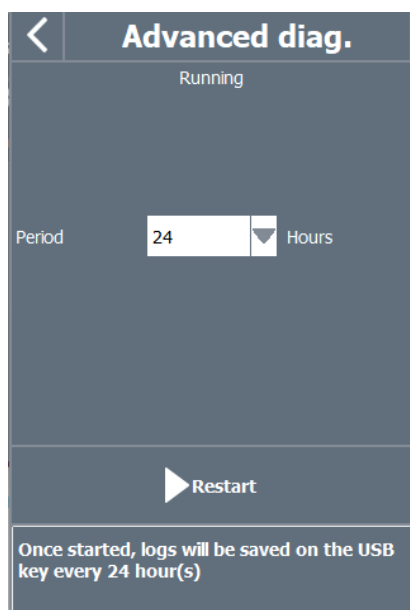 Advanced diag.
Running
Period 24 Hours
Restart
Once started, logs will be saved on the USB
key every 24 hour(s)